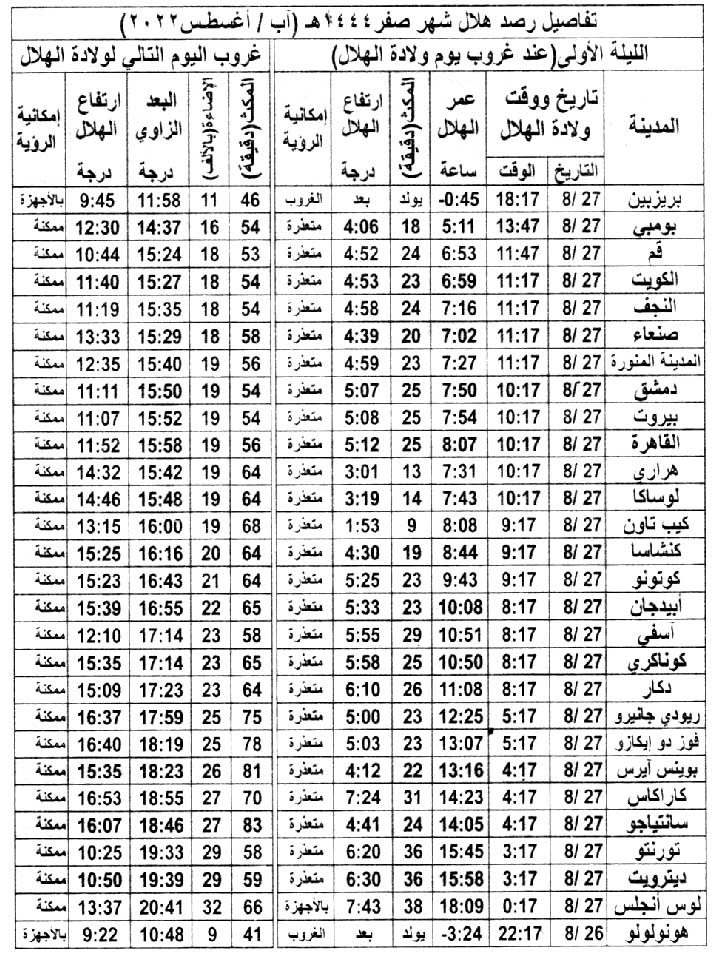 تفاصيل رصد هلال شهر صفر ١٤٤٤هـ (آب / أغسطس٢٠٢٢)
الليلة الأولى(عند غروب يوم ولادة الهلال) غروب اليوم التالي لولادة الهلال
المدينة تاريخ ووقت ولادة الهلال عمر الهلال المكث(دقيقة) ارتفاع الهلال إمكانية الرؤية المكث(دقيقة) الإضاءة(بالألف) البعد الزاوي ارتفاع الهلال إمكانية الرؤية
التاريخ الوقت ساعة درجة درجة درجة
بريزبين 8/ 27 18:17 -0:45 يولد بعد الغروب 46 11 11:58 9:45 بالأجهزة
بومبي 8/ 27 13:47 5:11 18 4:06 متعذرة 54 16 14:37 12:30 ممكنة
قم 8/ 27 11:47 6:53 24 4:52 متعذرة 53 18 15:24 10:44 ممكنة
الكويت 8/ 27 11:17 6:59 23 4:53 متعذرة 54 18 15:27 11:40 ممكنة
النجف 8/ 27 11:17 7:16 24 4:58 متعذرة 54 18 15:35 11:19 ممكنة
صنعاء 8/ 27 11:17 7:02 20 4:39 متعذرة 58 18 15:29 13:33 ممكنة
المدينة المنورة 8/ 27 11:17 7:27 23 4:59 متعذرة 56 19 15:40 12:35 ممكنة
دمشق 8/ 27 10:17 7:50 25 5:07 متعذرة 54 19 15:50 11:11 ممكنة
بيروت 8/ 27 10:17 7:54 25 5:08 متعذرة 54 19 15:52 11:07 ممكنة
القاهرة 8/ 27 10:17 8:07 25 5:12 متعذرة 56 19 15:58 11:52 ممكنة
هراري 8/ 27 10:17 7:31 13 3:01 متعذرة 64 19 15:42 14:32 ممكنة
لوساكا 8/ 27 10:17 7:43 14 3:19 متعذرة 64 19 15:48 14:46 ممكنة
كيب تاون 8/ 27 9:17 8:08 9 1:53 متعذرة 68 19 16:00 13:15 ممكنة
كنشاسا 8/ 27 9:17 8:44 19 4:30 متعذرة 64 20 16:16 15:25 ممكنة
كوتونو 8/ 27 9:17 9:43 23 5:25 متعذرة 64 21 16:43 15:23 ممكنة
أبيدجان 8/ 27 8:17 10:08 23 5:33 متعذرة 65 22 16:55 15:39 ممكنة
آسفي 8/ 27 8:17 10:51 29 5:55 متعذرة 58 23 17:14 12:10 ممكنة
كوناكري 8/ 27 8:17 10:50 25 5:58 متعذرة 65 23 17:14 15:35 ممكنة
دكار 8/ 27 8:17 11:08 26 6:10 متعذرة 64 23 17:23 15:09 ممكنة
ريودي جانيرو 8/ 27 5:17 12:25 23 5:00 متعذرة 75 25 17:59 16:37 ممكنة
فوز دو إيكازو 8/ 27 5:17 13:07 23 5:03 متعذرة 78 25 18:19 16:40 ممكنة
بوينس آيرس 8/ 27 4:17 13:16 22 4:12 متعذرة 81 26 18:23 15:35 ممكنة
كاراكاس 8/ 27 4:17 14:23 31 7:24 متعذرة 70 27 18:55 16:53 ممكنة
سانتياجو 8/ 27 4:17 14:05 24 4:41 متعذرة 83 27 18:46 16:07 ممكنة
تورنتو 8/ 27 3:17 15:45 36 6:20 متعذرة 58 29 19:33 10:25 ممكنة
ديترويت 8/ 27 3:17 15:58 36 6:30 متعذرة 59 29 19:39 10:50 ممكنة
لوس أنجلس 8/ 27 0:17 18:09 38 7:43 بالأجهزة 66 32 20:41 13:37 ممكنة
هونولولو 8/ 26 22:17 -3:24 يولد بعد الغروب 41 9 10:48 9:22 بالأجهزة